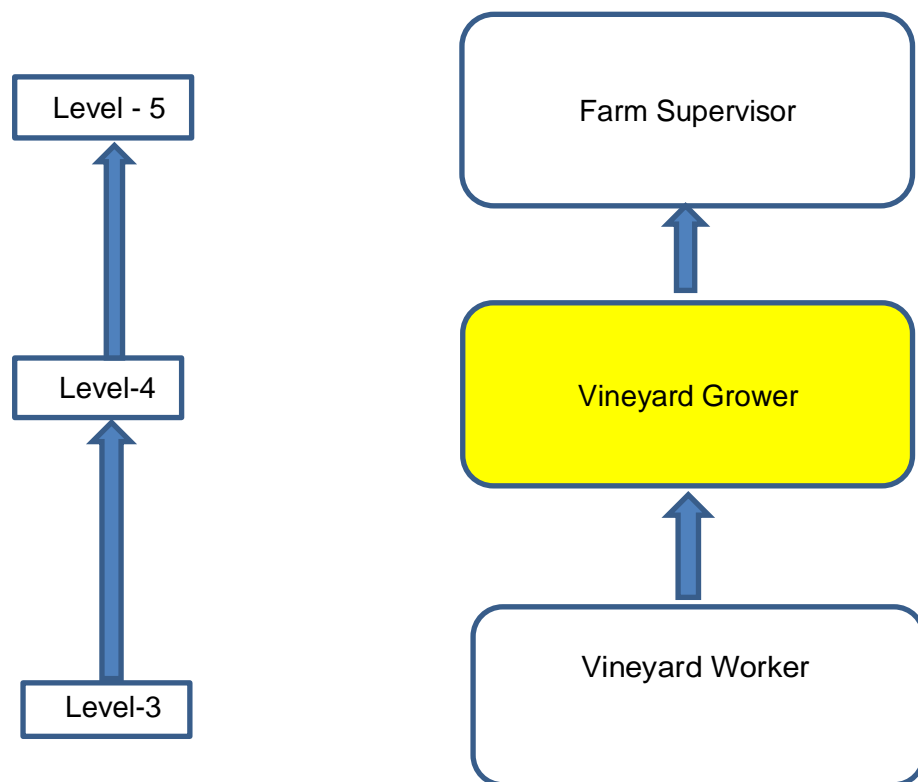 Level - 5
Farm Supervisor
Level-4
Vineyard Grower
Vineyard Worker
Level-3